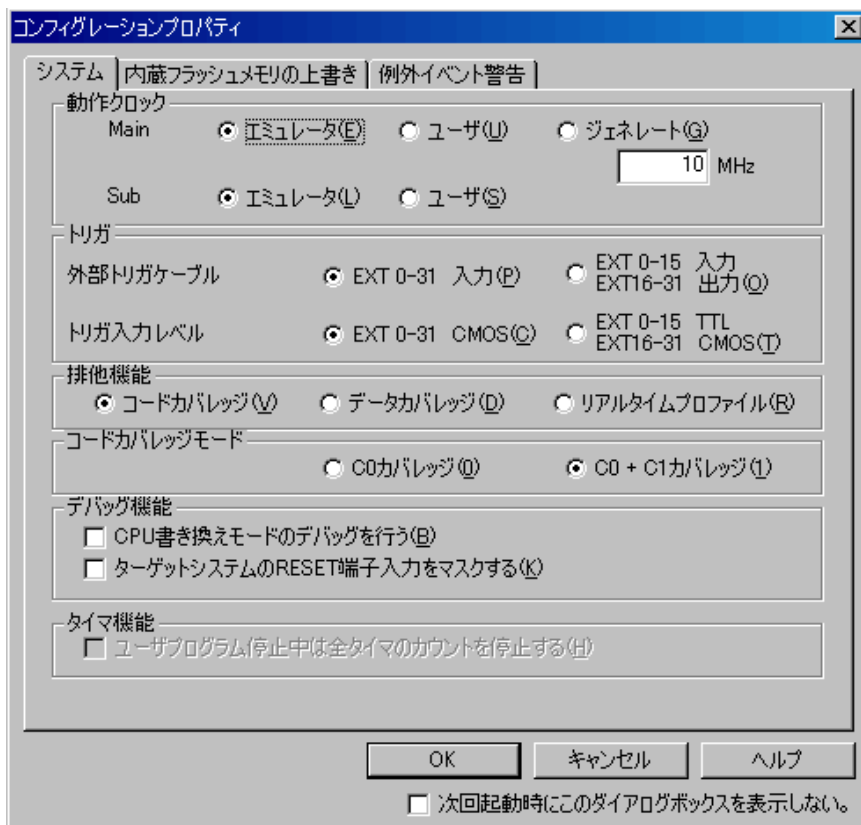 コンフィグレーションプロパティ
システム 内蔵フラッシュメモリの上書き 例外イベント警告
動作クロック
Main エミュレータ(E) ユーザ(U) ジェネレート(G)
10 MHz
Sub エミュレータ(L) ユーザ(S)
トリガ
外部トリガケーブル EXT 0-31 入力(P) EXT 0-15 入力
EXT16-31 出力(O)
トリガ入力レベル EXT 0-31 CMOS(C) EXT 0-15 TTL
EXT16-31 CMOS(T)
排他機能
コードカバレッジ(V) データカバレッジ(D) リアルタイムプロファイル(R)
コードカバレッジモード
C0カバレッジ(0) C0 + C1カバレッジ(1)
デバッグ機能
CPU書き換えモードのデバッグを行う(B)
ターゲットシステムのRESET端子入力をマスクする(K)
タイマ機能
ユーザプログラム停止中は全タイマのカウントを停止する(H)
OK キャンセル ヘルプ
次回起動時にこのダイアログボックスを表示しない。